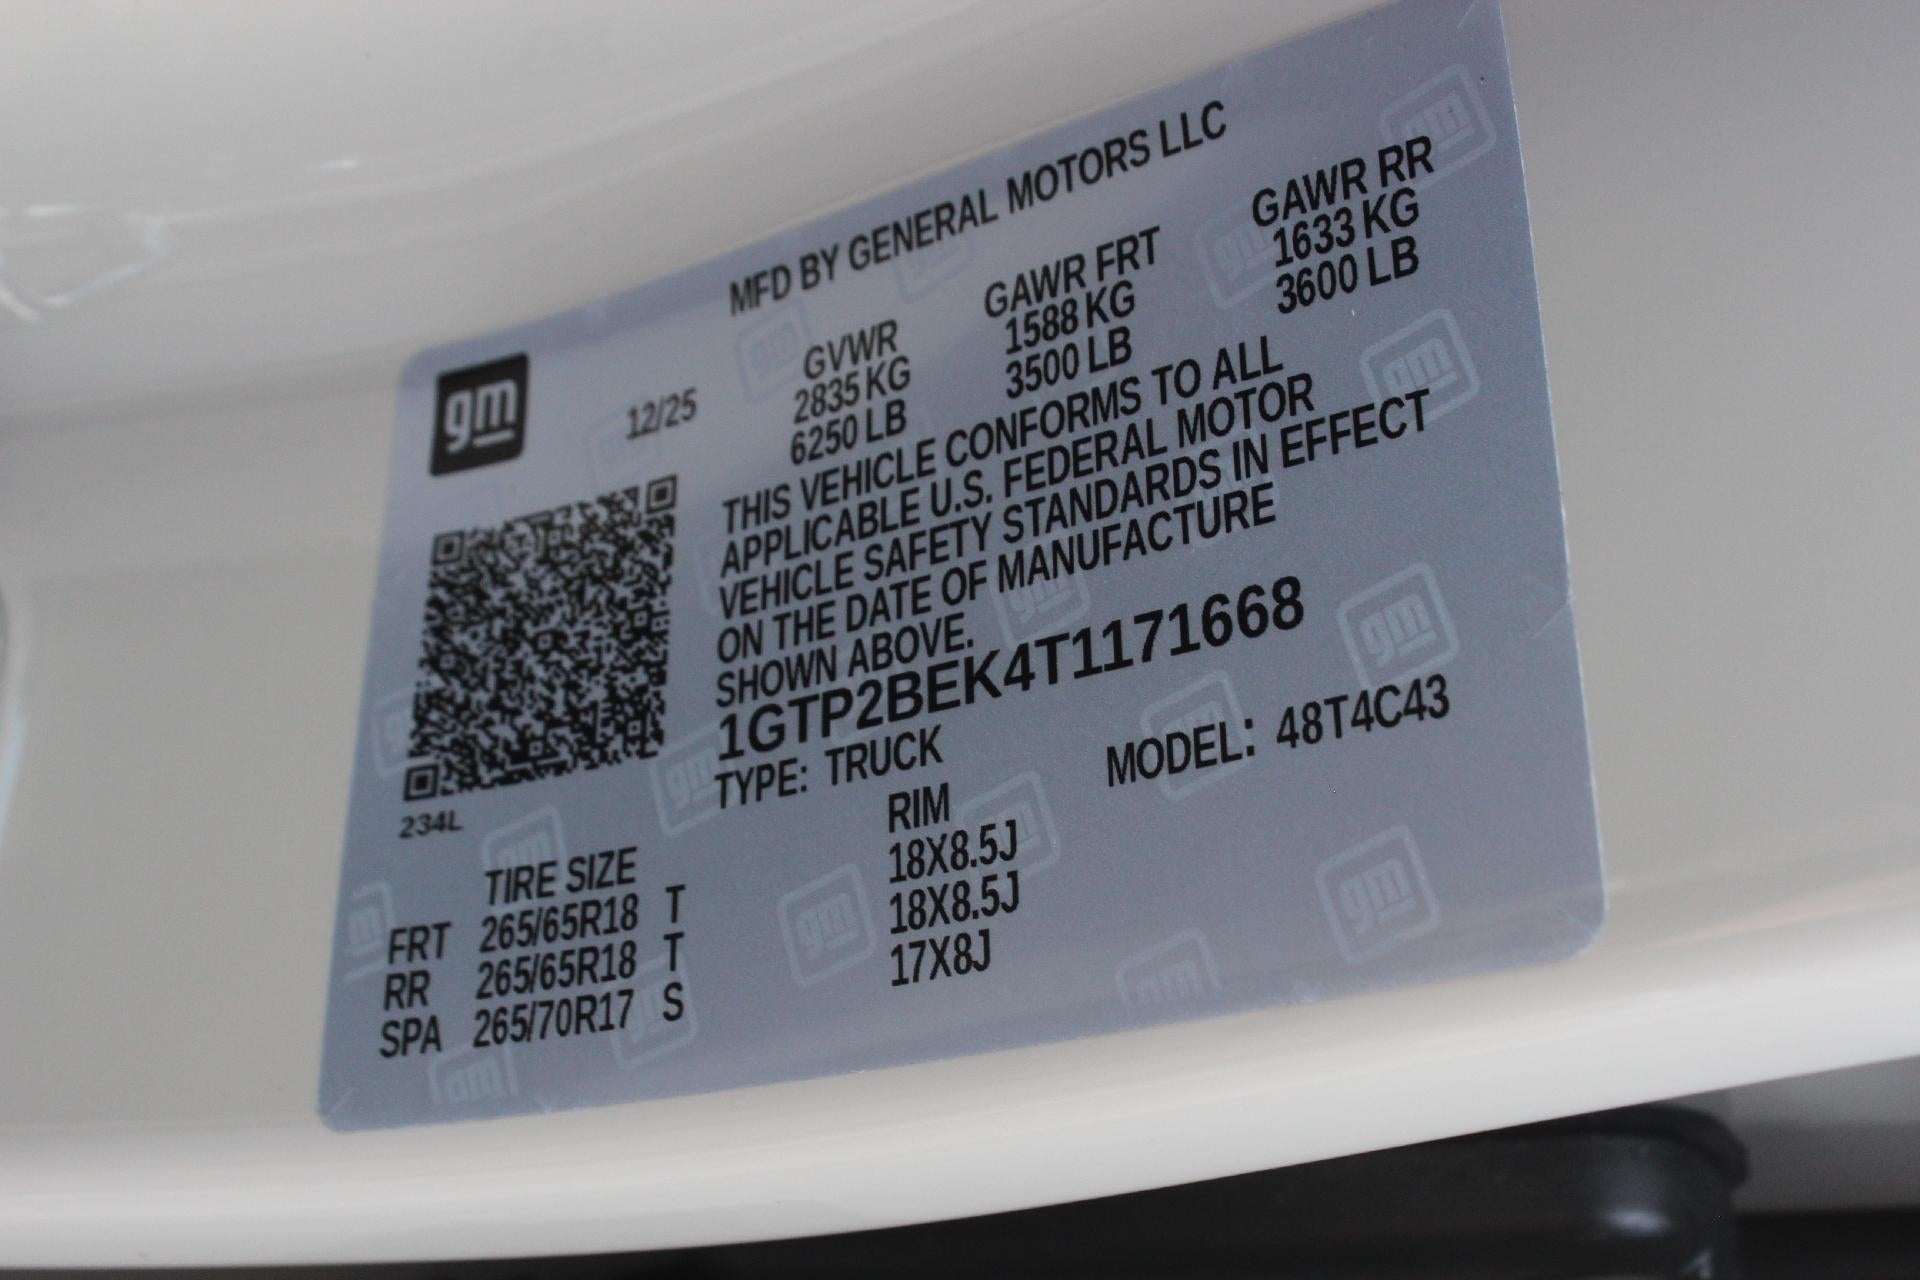 MFD BY GENERAL MOTORS LLC
gm
12/25
GVWR GAWR FRT GAWR RR
2835 KG 1588 KG 1633 KG
6250 LB 3500 LB 3600 LB
THIS VEHICLE CONFORMS TO ALL
APPLICABLE U.S. FEDERAL MOTOR
VEHICLE SAFETY STANDARDS IN EFFECT
ON THE DATE OF MANUFACTURE
SHOWN ABOVE.
1GTP2BEK4T1171668
TYPE: TRUCK MODEL: 48T4C43
234L
TIRE SIZE RIM
FRT 265/65R18 T 18X8.5J
RR 265/65R18 T 18X8.5J
SPA 265/70R17 S 17X8J